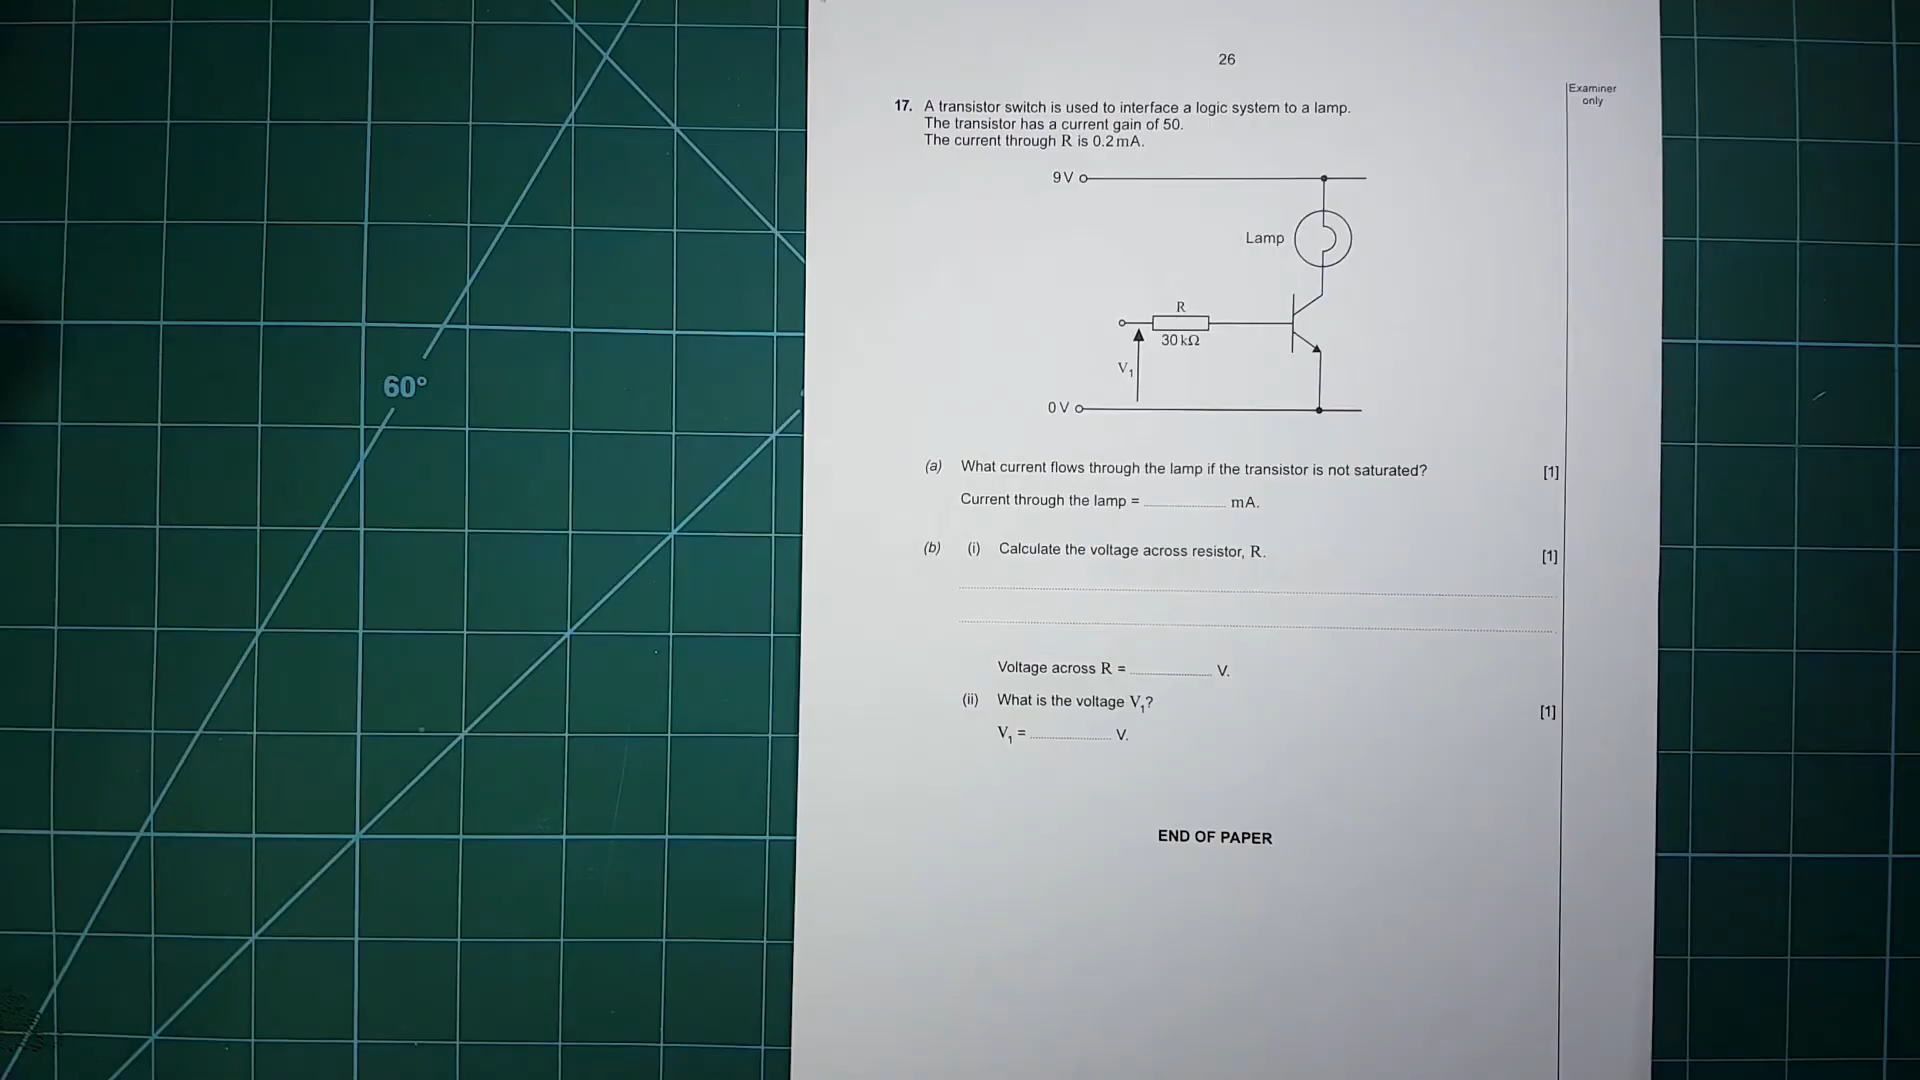 26
Examiner
only
17. A transistor switch is used to interface a logic system to a lamp.
The transistor has a current gain of 50.
The current through R is 0.2 mA.
9 V
Lamp
R
30 kΩ
V₁
0 V
60°
(a) What current flows through the lamp if the transistor is not saturated? [1]
Current through the lamp = .............. mA.
(b) (i) Calculate the voltage across resistor, R. [1]
Voltage across R = .............. V.
(ii) What is the voltage V₁? [1]
V₁ = .............. V.
END OF PAPER